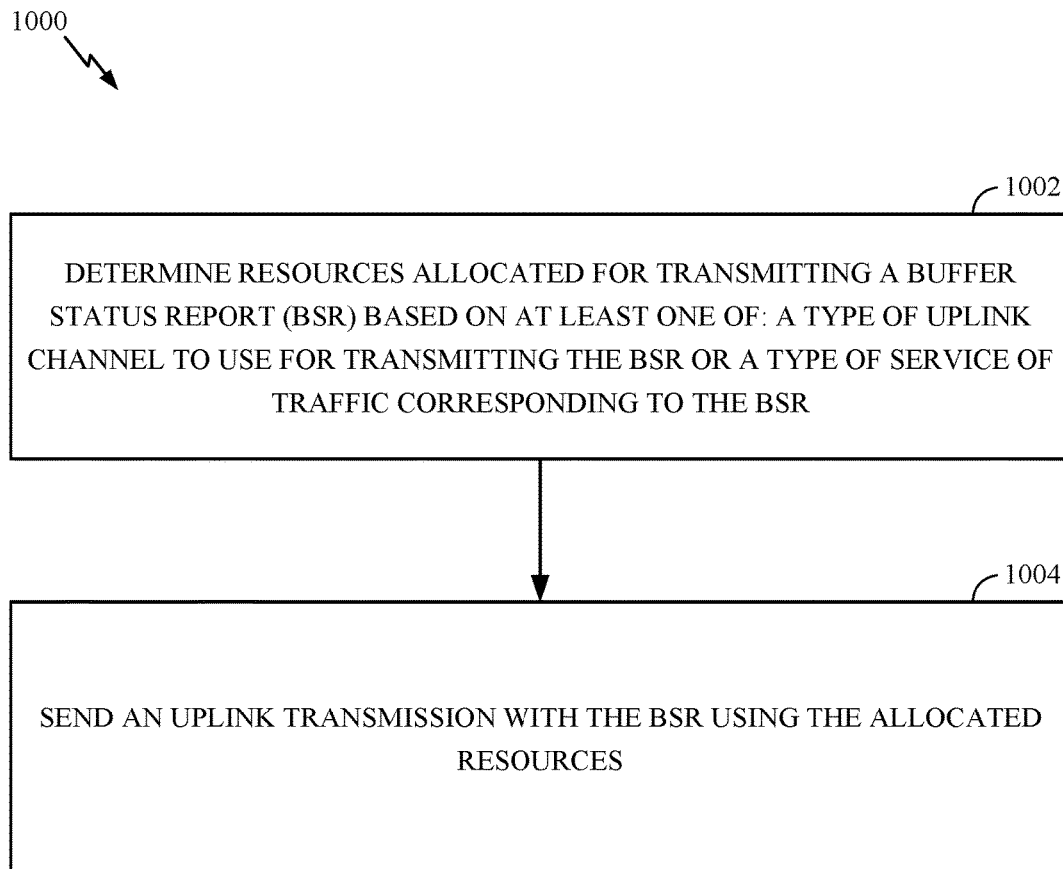 1000
1002
DETERMINE RESOURCES ALLOCATED FOR TRANSMITTING A BUFFER
STATUS REPORT (BSR) BASED ON AT LEAST ONE OF: A TYPE OF UPLINK
CHANNEL TO USE FOR TRANSMITTING THE BSR OR A TYPE OF SERVICE OF
TRAFFIC CORRESPONDING TO THE BSR
1004
SEND AN UPLINK TRANSMISSION WITH THE BSR USING THE ALLOCATED
RESOURCES